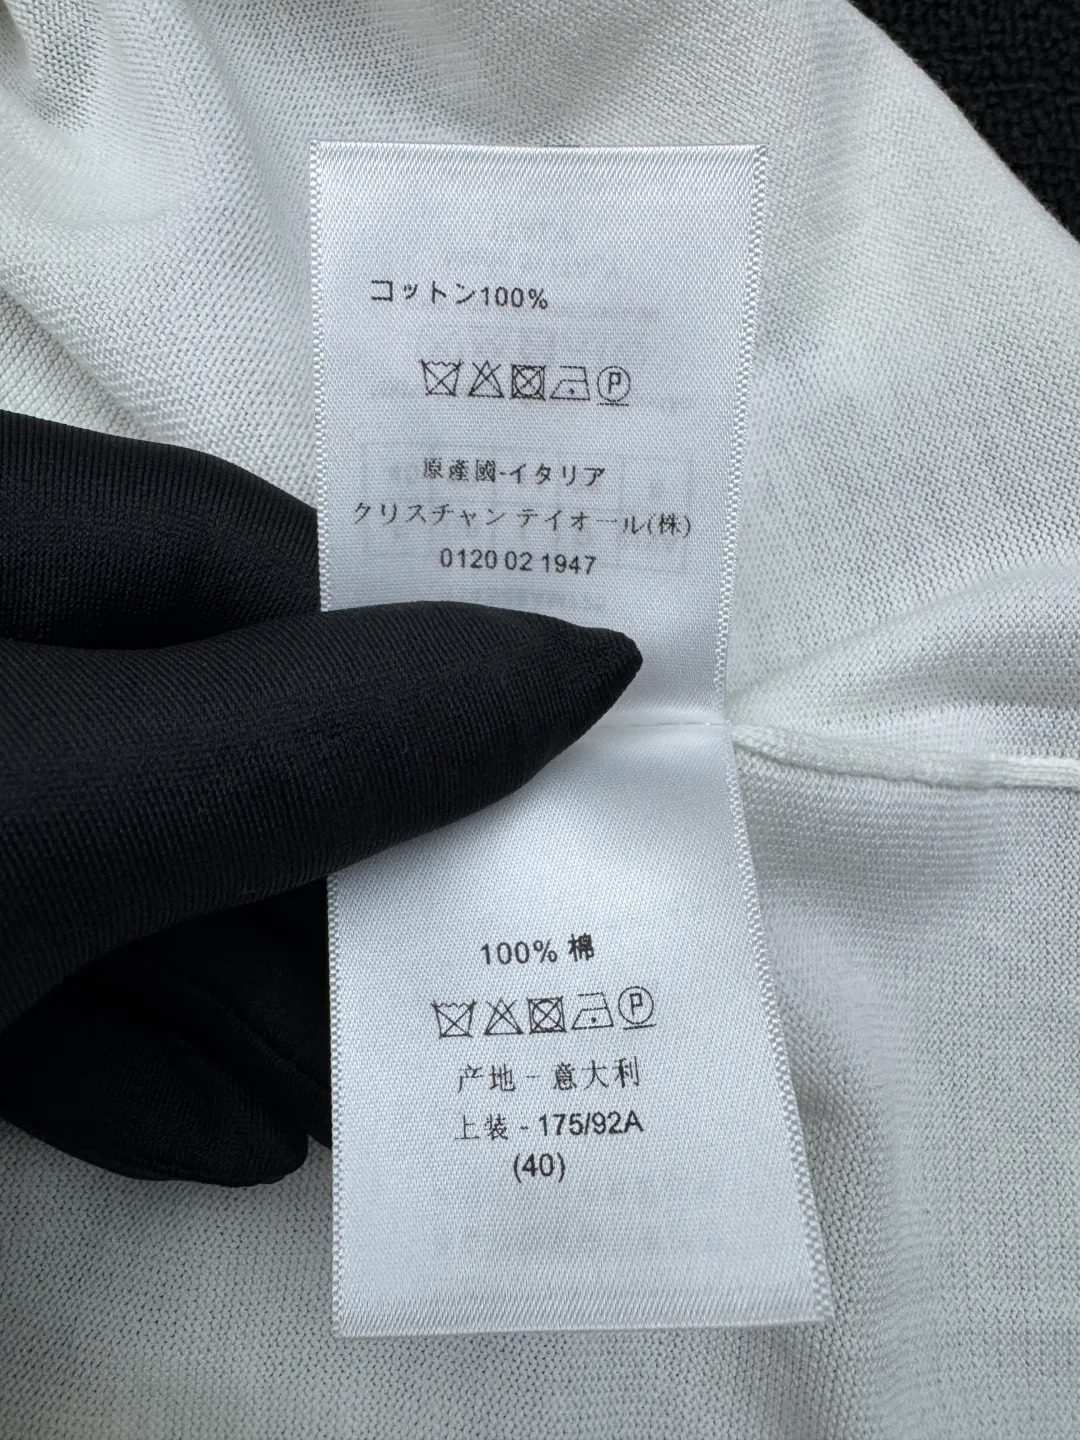 コットン100%
P
原產國-イタリア
クリスチャン テイオール(株)
0120 02 1947
100% 棉
P
产地 - 意大利
上装 - 175/92A
(40)